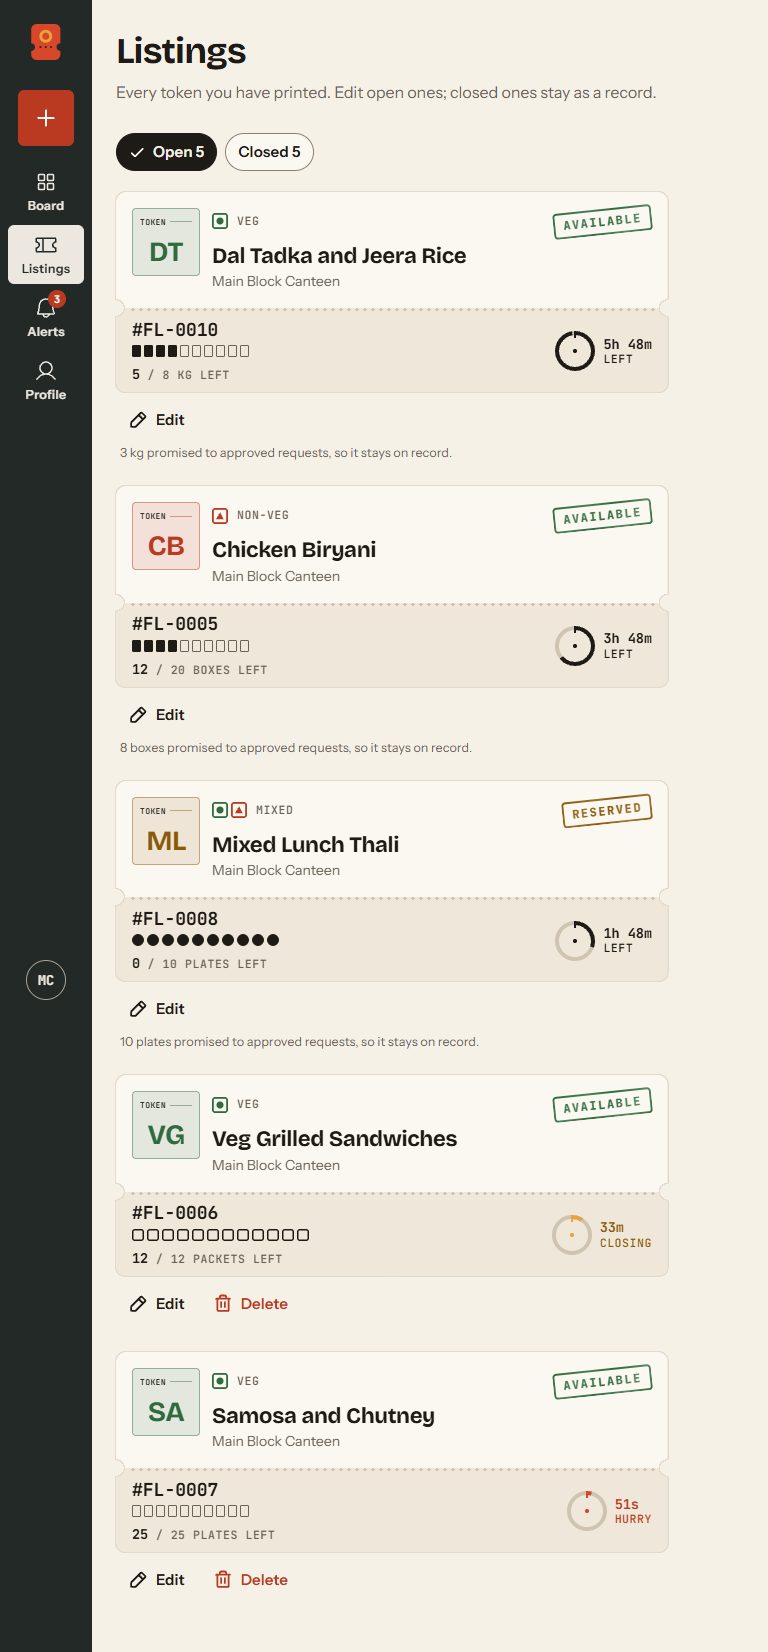 Listings
Every token you have printed. Edit open ones; closed ones stay as a record.
Open 5
Closed 5
Board
Listings
3
Alerts
Profile
MC
TOKEN
DT
VEG
Dal Tadka and Jeera Rice
Main Block Canteen
AVAILABLE
#FL-0010
5 / 8 KG LEFT
5h 48m
LEFT
Edit
3 kg promised to approved requests, so it stays on record.
TOKEN
CB
NON-VEG
Chicken Biryani
Main Block Canteen
AVAILABLE
#FL-0005
12 / 20 BOXES LEFT
3h 48m
LEFT
Edit
8 boxes promised to approved requests, so it stays on record.
TOKEN
ML
MIXED
Mixed Lunch Thali
Main Block Canteen
RESERVED
#FL-0008
0 / 10 PLATES LEFT
1h 48m
LEFT
Edit
10 plates promised to approved requests, so it stays on record.
TOKEN
VG
VEG
Veg Grilled Sandwiches
Main Block Canteen
AVAILABLE
#FL-0006
12 / 12 PACKETS LEFT
33m
CLOSING
Edit
Delete
TOKEN
SA
VEG
Samosa and Chutney
Main Block Canteen
AVAILABLE
#FL-0007
25 / 25 PLATES LEFT
51s
HURRY
Edit
Delete